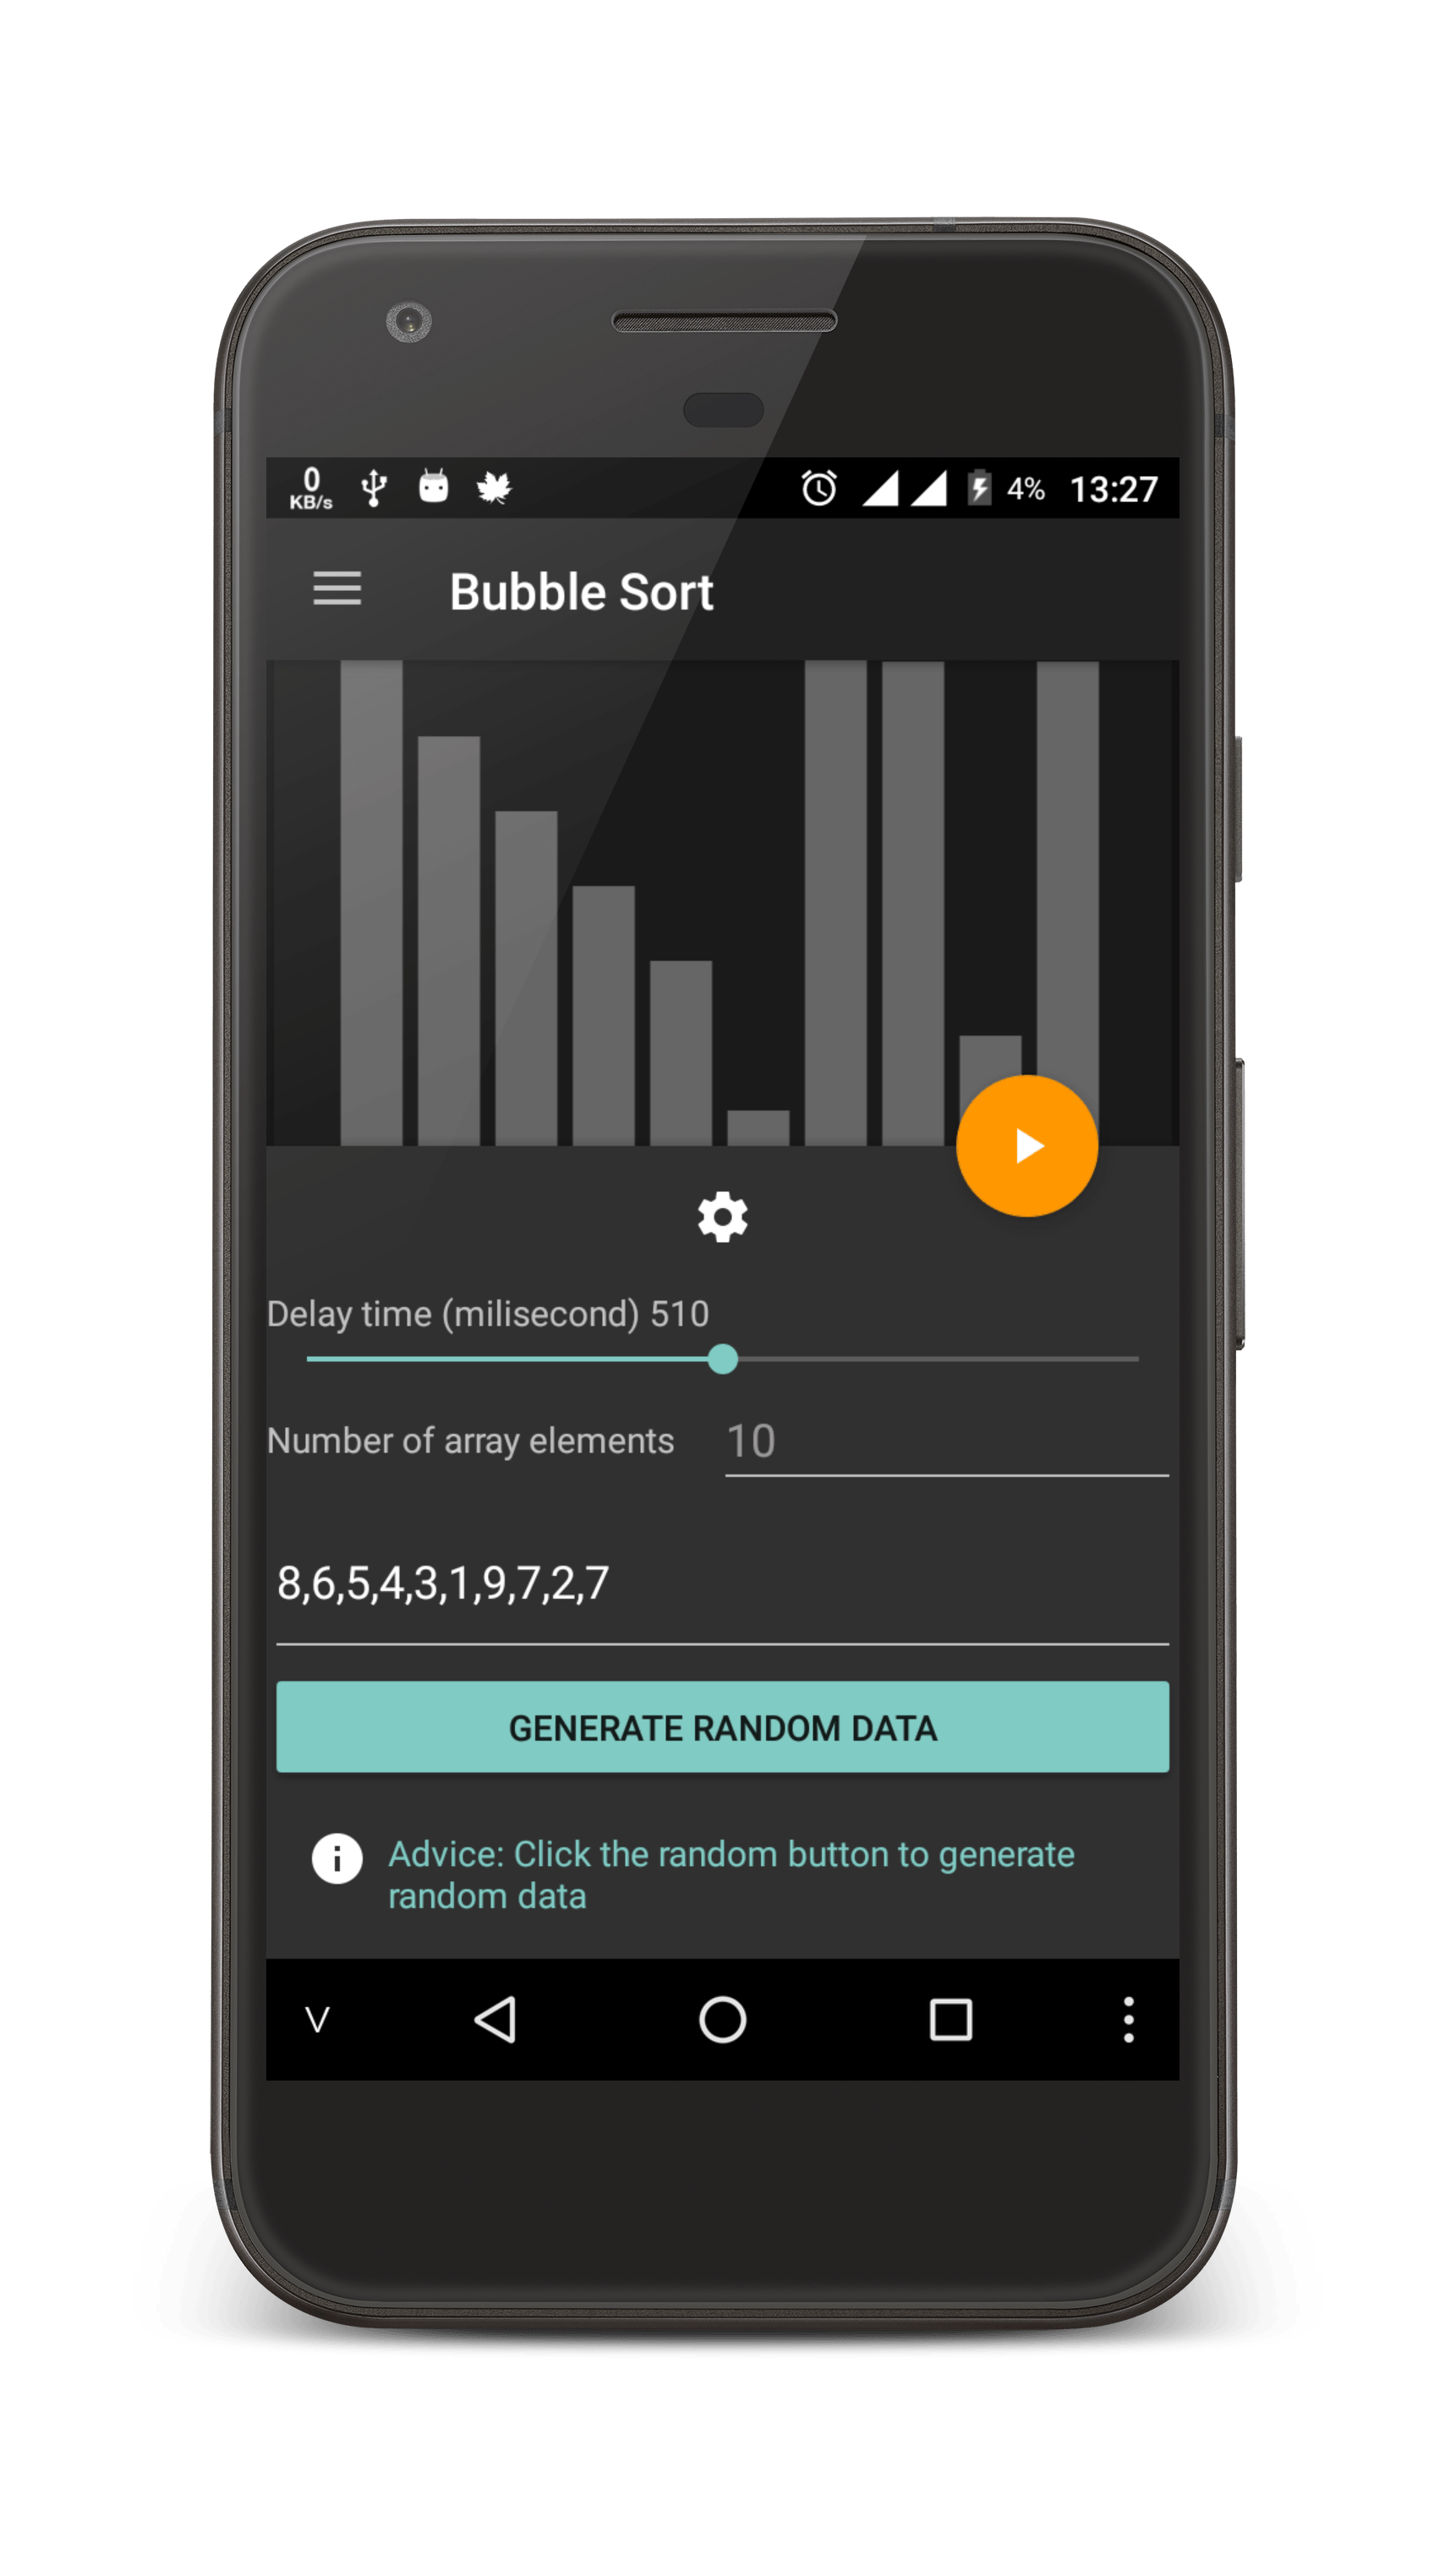 0
KB/s
4% 13:27
Bubble Sort
Delay time (milisecond) 510
Number of array elements 10
8,6,5,4,3,1,9,7,2,7
GENERATE RANDOM DATA
Advice: Click the random button to generate
random data